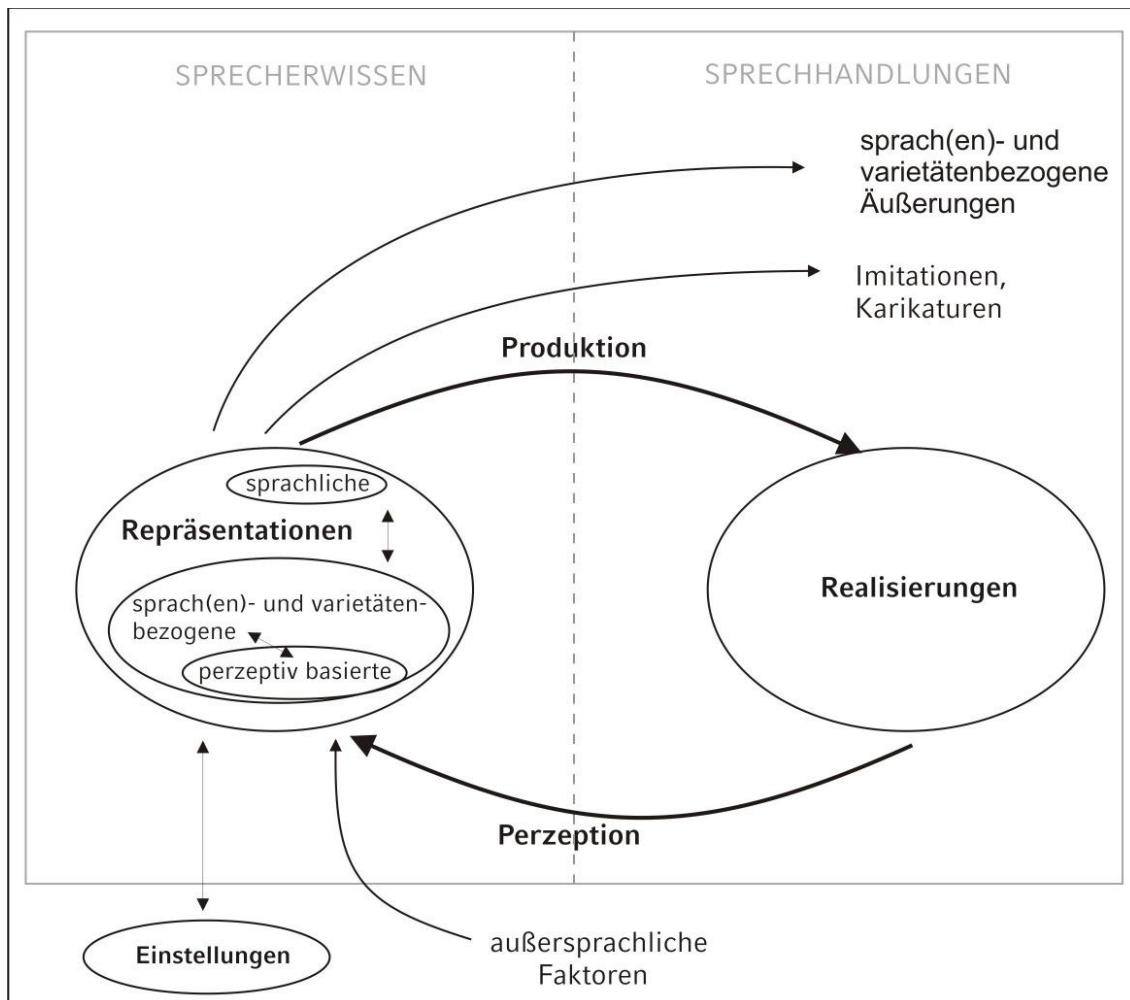 SPRECHERWISSEN
SPRECHHANDLUNGEN
sprach(en)- und
varietätenbezogene
Äußerungen
Imitationen,
Karikaturen
Produktion
sprachliche
Repräsentationen
sprach(en)- und varietäten-
bezogene
perzeptiv basierte
Realisierungen
Perzeption
Einstellungen
außersprachliche
Faktoren